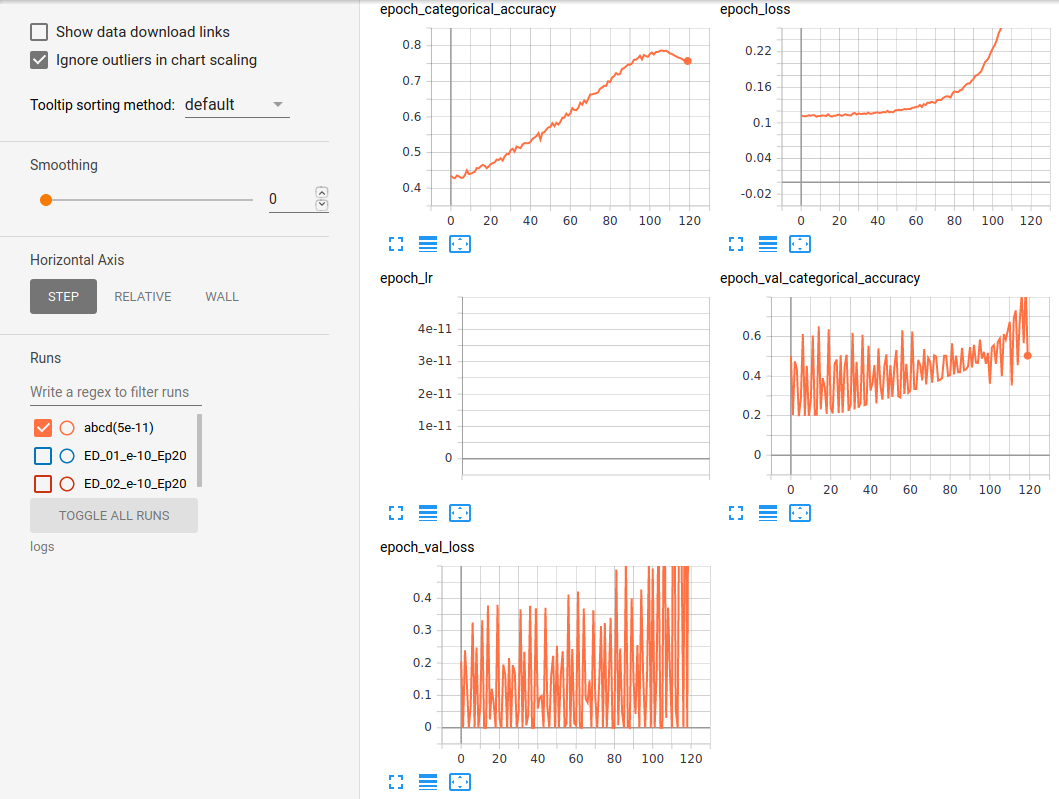 Show data download links
Ignore outliers in chart scaling
Tooltip sorting method: default
Smoothing
0
Horizontal Axis
STEP RELATIVE WALL
Runs
Write a regex to filter runs
abcd(5e-11)
ED_01_e-10_Ep20
ED_02_e-10_Ep20
TOGGLE ALL RUNS
logs
epoch_categorical_accuracy
0.8
0.7
0.6
0.5
0.4
0 20 40 60 80 100 120
epoch_loss
0.22
0.16
0.1
0.04
-0.02
0 20 40 60 80 100 120
epoch_lr
4e-11
3e-11
2e-11
1e-11
0
epoch_val_categorical_accuracy
0.6
0.4
0.2
0
0 20 40 60 80 100 120
epoch_val_loss
0.4
0.3
0.2
0.1
0
0 20 40 60 80 100 120